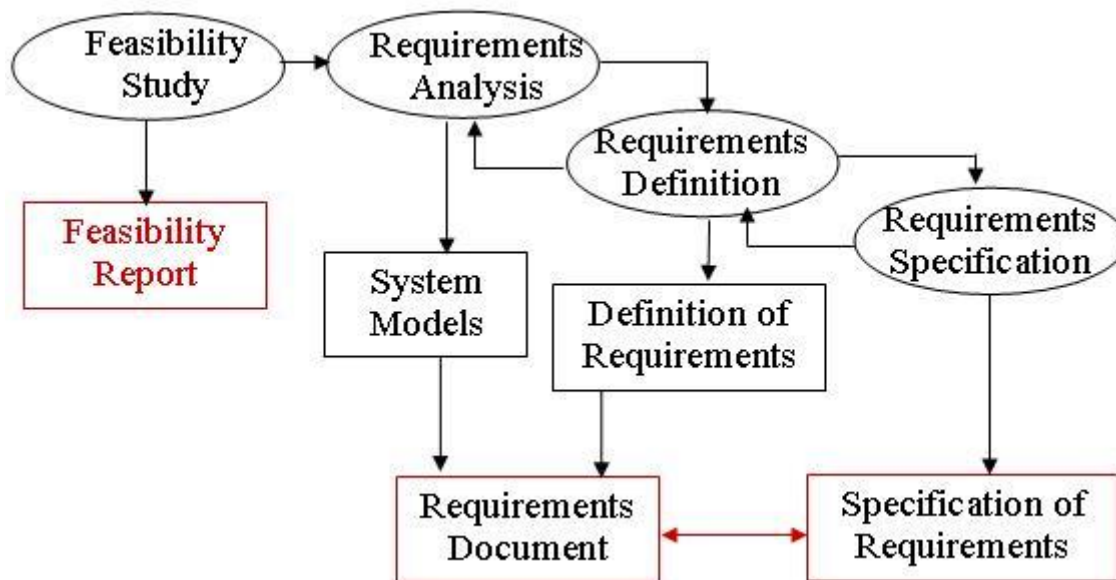 Feasibility
Study
Requirements
Analysis
Requirements
Definition
Requirements
Specification
Feasibility
Report
System
Models
Definition of
Requirements
Requirements
Document
Specification of
Requirements